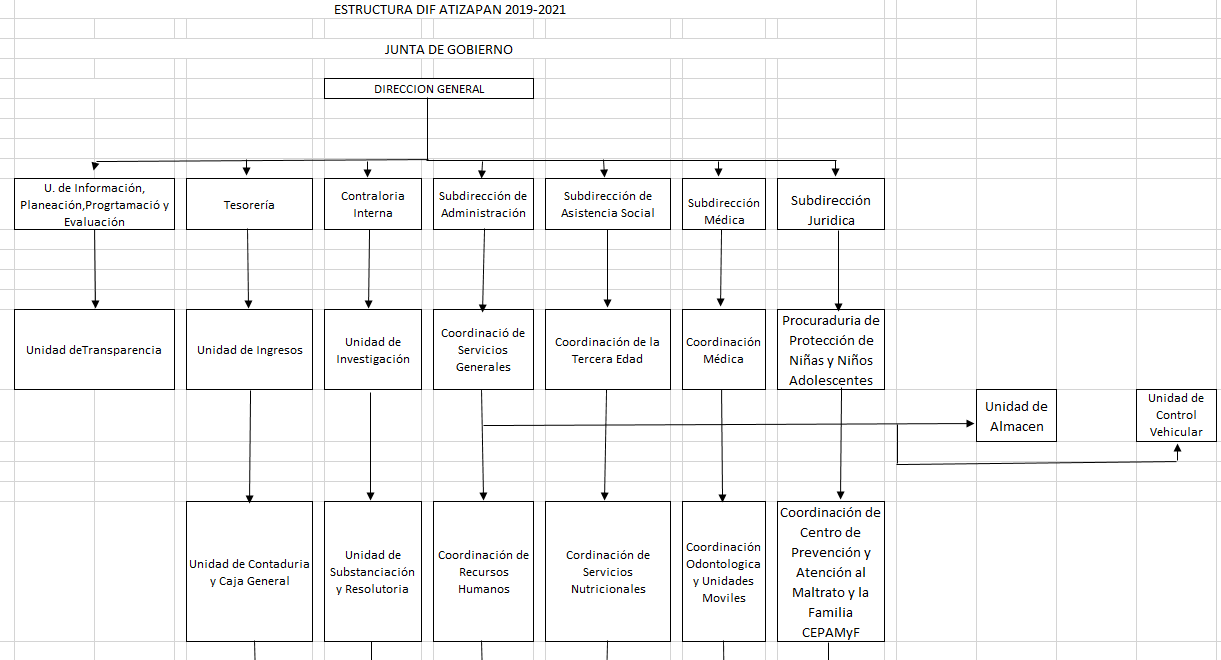 ESTRUCTURA DIF ATIZAPAN 2019-2021
JUNTA DE GOBIERNO
DIRECCION GENERAL
U. de Información,
Planeación,Progrtamació y
Evaluación
Tesorería
Contraloria
Interna
Subdirección de
Administración
Subdirección de
Asistencia Social
Subdirección
Médica
Subdirección
Juridica
Unidad deTransparencia
Unidad de Ingresos
Unidad de
Investigación
Coordinació de
Servicios
Generales
Coordinación de la
Tercera Edad
Coordinación
Médica
Procuraduria de
Protección de
Niñas y Niños
Adolescentes
Unidad de
Almacen
Unidad de
Control
Vehicular
Unidad de Contaduria
y Caja General
Unidad de
Substanciación
y Resolutoria
Coordinación de
Recursos
Humanos
Cordinación de
Servicios
Nutricionales
Coordinación
Odontologica
y Unidades
Moviles
Coordinación de
Centro de
Prevención y
Atención al
Maltrato y la
Familia
CEPAMyF